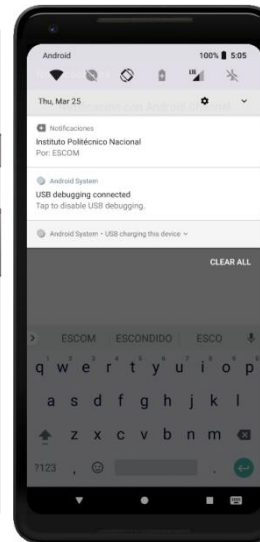 Android 100% 5:05
LTE
Thu, Mar 25
Notificaciones
Instituto Politécnico Nacional
Por: ESCOM
Android System
USB debugging connected
Tap to disable USB debugging.
Android System • USB charging this device
CLEAR ALL
ESCOM ESCONDIDO ESCO
q w e r t y u i o p
a s d f g h j k l
z x c v b n m
?123 , .